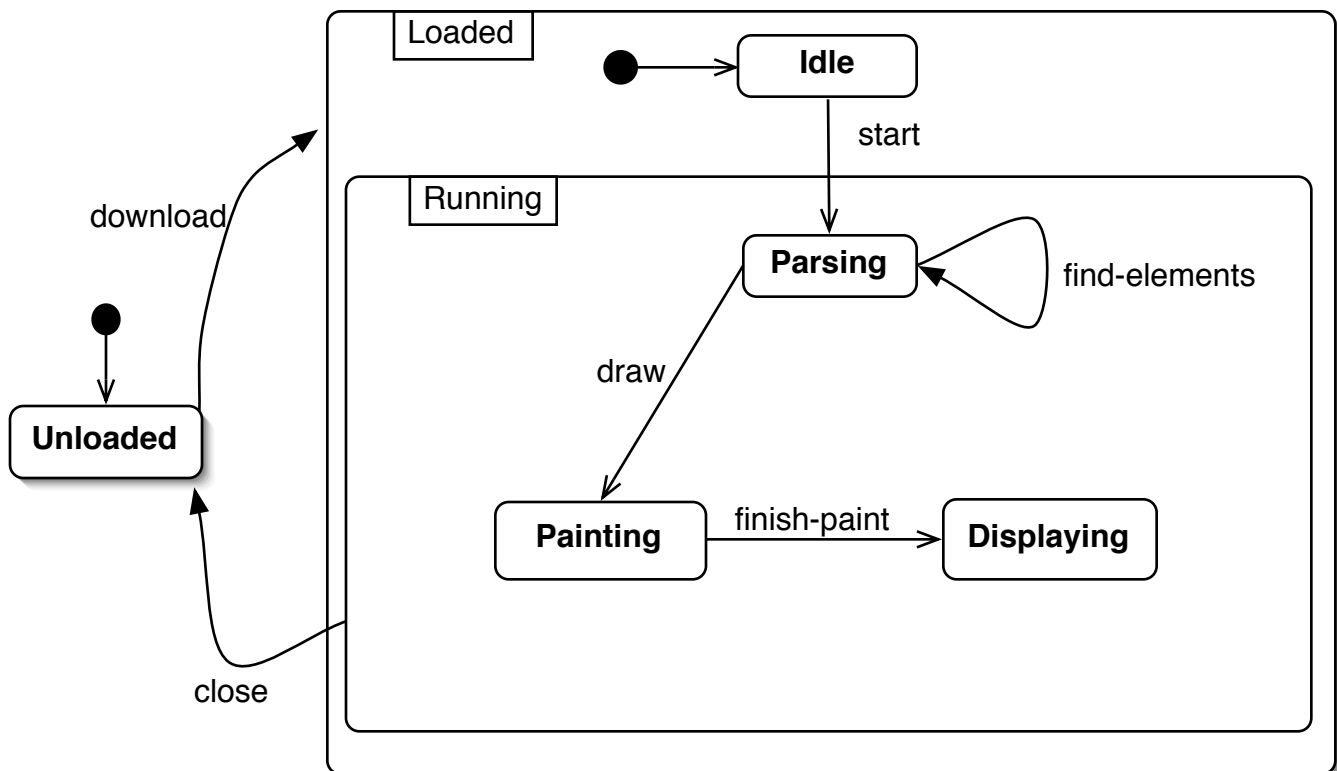 Loaded
Idle
start
download
Running
Parsing
find-elements
draw
Unloaded
Painting
finish-paint
Displaying
close